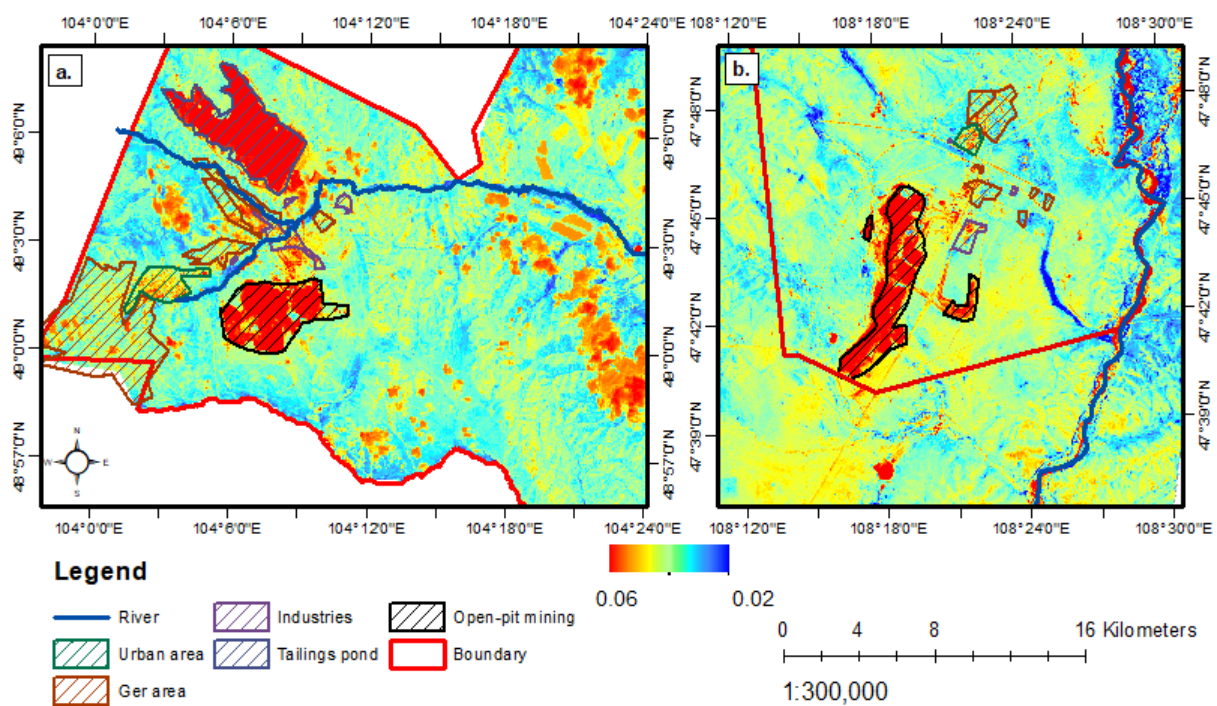 104°0'0"E 104°6'0"E 104°12'0"E 104°18'0"E 104°24'0"E 108°12'0"E 108°18'0"E 108°24'0"E 108°30'0"E
a. b.
49°6'0"N 49°6'0"N 47°48'0"N 47°48'0"N
49°3'0"N 49°3'0"N 47°45'0"N 47°45'0"N
49°0'0"N 49°0'0"N 47°42'0"N 47°42'0"N
48°57'0"N 48°57'0"N 47°39'0"N 47°39'0"N
N
W E
S
104°0'0"E 104°6'0"E 104°12'0"E 104°18'0"E 104°24'0"E 108°12'0"E 108°18'0"E 108°24'0"E 108°30'0"E
Legend
River Industries Open-pit mining
Urban area Tailings pond Boundary
Ger area
0.06 0.02
0 4 8 16 Kilometers
1:300,000